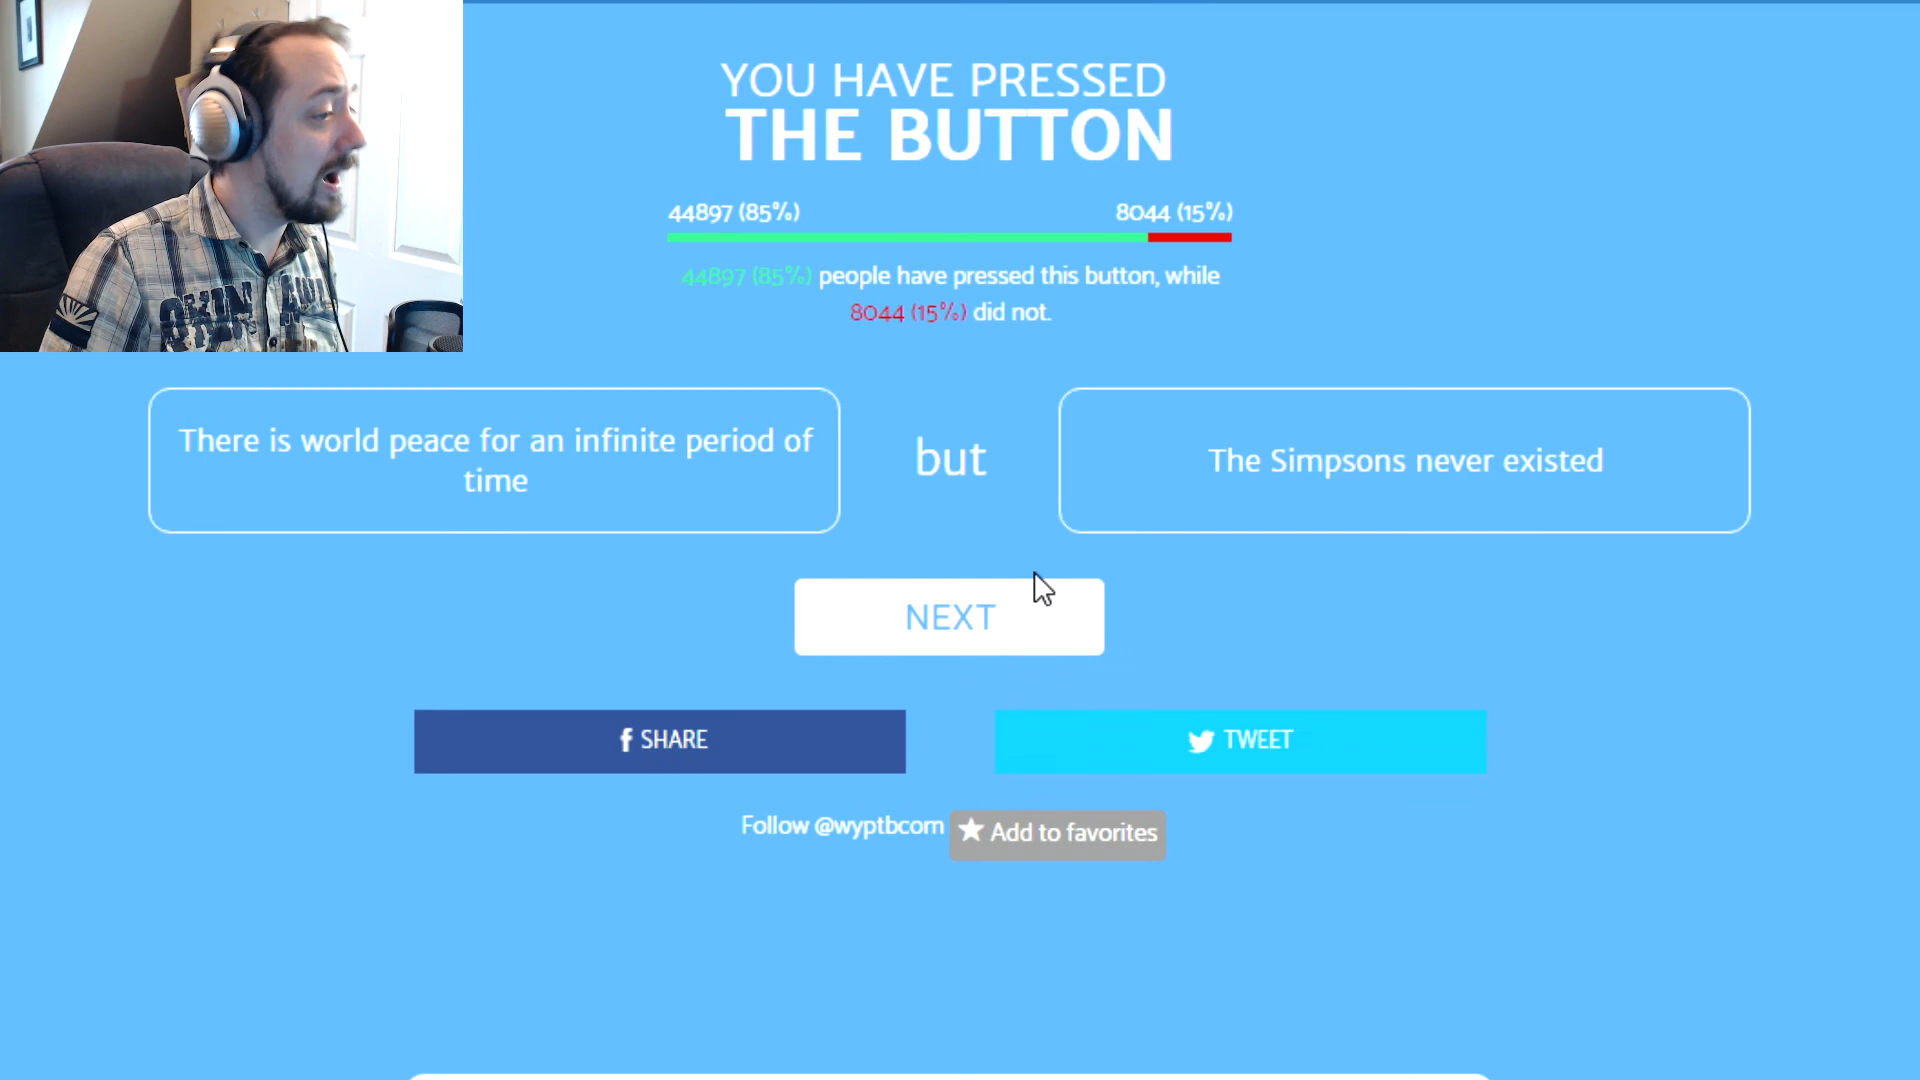 YOU HAVE PRESSED
THE BUTTON
44897 (85%) 8044 (15%)
44897 (85%) people have pressed this button, while
8044 (15%) did not.
There is world peace for an infinite period of
time
but
The Simpsons never existed
NEXT
SHARE
TWEET
Follow @wyptbcom
Add to favorites